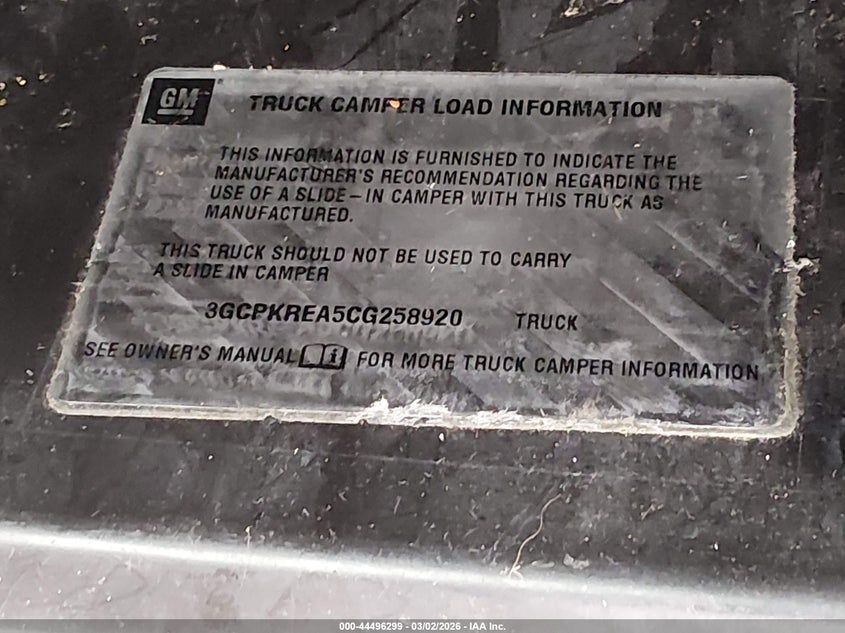 GM
TRUCK CAMPER LOAD INFORMATION
THIS INFORMATION IS FURNISHED TO INDICATE THE
MANUFACTURER'S RECOMMENDATION REGARDING THE
USE OF A SLIDE–IN CAMPER WITH THIS TRUCK AS
MANUFACTURED.
THIS TRUCK SHOULD NOT BE USED TO CARRY
A SLIDE IN CAMPER
3GCPKREA5CG258920 TRUCK
SEE OWNER'S MANUAL i FOR MORE TRUCK CAMPER INFORMATION
000-44496299 - 03/02/2026 - IAA Inc.